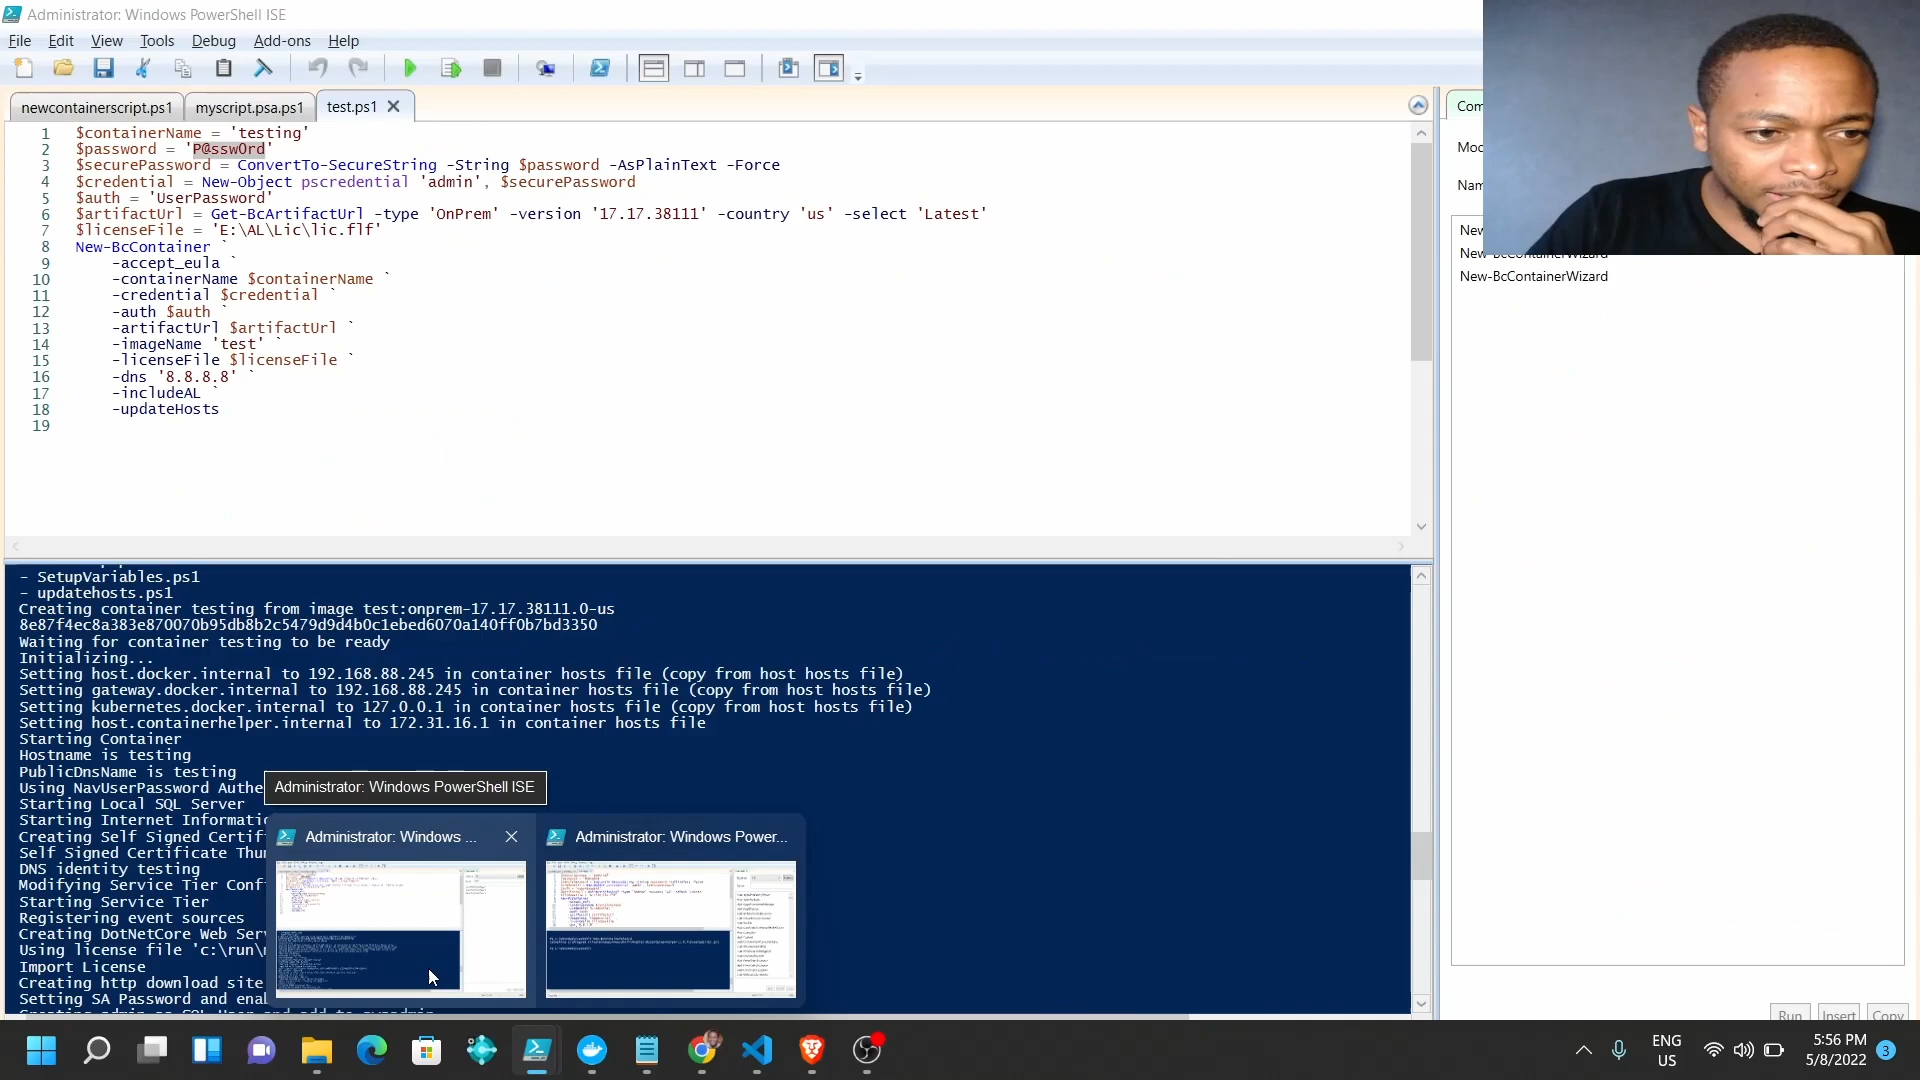 Administrator: Windows PowerShell ISE
File Edit View Tools Debug Add-ons Help
newcontainerscript.ps1 myscript.psa.ps1 test.ps1
1 $containerName = 'testing'
2 $password = 'P@ssw0rd'
3 $securePassword = ConvertTo-SecureString -String $password -AsPlainText -Force
4 $credential = New-Object pscredential 'admin', $securePassword
5 $auth = 'UserPassword'
6 $artifactUrl = Get-BcArtifactUrl -type 'OnPrem' -version '17.17.38111' -country 'us' -select 'Latest'
7 $licenseFile = 'E:\AL\Lic\lic.flf'
8 New-BcContainer `
9 -accept_eula `
10 -containerName $containerName `
11 -credential $credential `
12 -auth $auth `
13 -artifactUrl $artifactUrl `
14 -imageName 'test' `
15 -licenseFile $licenseFile `
16 -dns '8.8.8.8' `
17 -includeAL `
18 -updateHosts
19
Com
Mod
Nam
New
New-BcContainerWizard
New-BcContainerWizard
- SetupVariables.ps1
- updatehosts.ps1
Creating container testing from image test:onprem-17.17.38111.0-us
8e87f4ec8a383e870070b95db8b2c5479d9d4b0c1ebed6070a140ff0b7bd3350
Waiting for container testing to be ready
Initializing...
Setting host.docker.internal to 192.168.88.245 in container hosts file (copy from host hosts file)
Setting gateway.docker.internal to 192.168.88.245 in container hosts file (copy from host hosts file)
Setting kubernetes.docker.internal to 127.0.0.1 in container hosts file (copy from host hosts file)
Setting host.containerhelper.internal to 172.31.16.1 in container hosts file
Starting Container
Hostname is testing
PublicDnsName is testing
Using NavUserPassword Authe
Starting Local SQL Server
Starting Internet Informatio
Creating Self Signed Certif
Self Signed Certificate Thu
DNS identity testing
Modifying Service Tier Conf
Starting Service Tier
Registering event sources
Creating DotNetCore Web Serv
Using license file 'c:\run\
Import License
Creating http download site
Setting SA Password and enab
Administrator: Windows PowerShell ISE
Administrator: Windows ...
Administrator: Windows Power...
Run Insert Copy
ENG
US
5:56 PM
5/8/2022
3